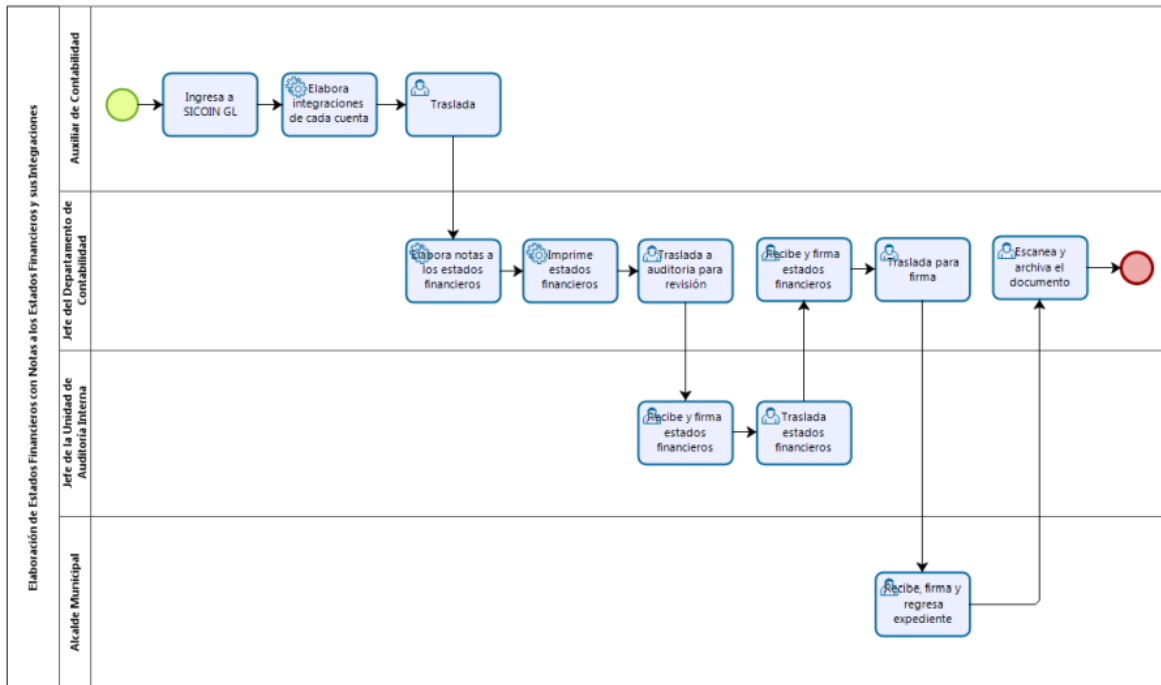 Elaboración de Estados Financieros con Notas a los Estados Financieros y sus Integraciones
Auxiliar de Contabilidad
Ingresa a
SICOIN GL
Elabora
integraciones
de cada cuenta
Traslada
Jefe del Departamento de
Contabilidad
Elabora notas a
los estados
financieros
Imprime
estados
financieros
Traslada a
auditoria para
revisión
Recibe y firma
estados
financieros
Traslada para
firma
Escanea y
archiva el
documento
Jefe de la Unidad de
Auditoría Interna
Recibe y firma
estados
financieros
Traslada
estados
financieros
Alcalde Municipal
Recibe, firma y
regresa
expediente